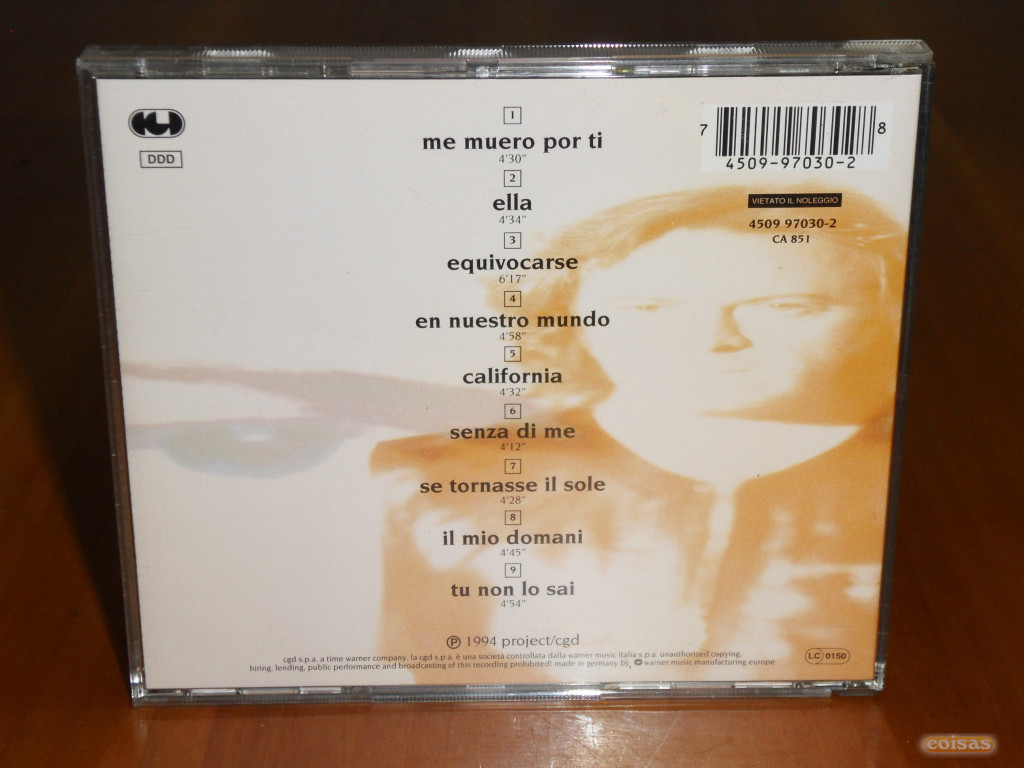 DDD
1
me muero por ti
4'30"
2
ella
4'34"
3
equivocarse
6'17"
4
en nuestro mundo
4'58"
5
california
4'32"
6
senza di me
4'12"
7
se tornasse il sole
4'28"
8
il mio domani
4'45"
9
tu non lo sai
4'54"
7 4509-97030-2 8
VIETATO IL NOLEGGIO
4509 97030-2
CA 851
℗ 1994 project/cgd
cgd s.p.a. a time warner company. la cgd s.p.a. è una società controllata dalla warner music italia s.p.a. unauthorized copying,
hiring, lending, public performance and broadcasting of this recording prohibited! made in germany by, warner music manufacturing europe
LC 0150
coisas